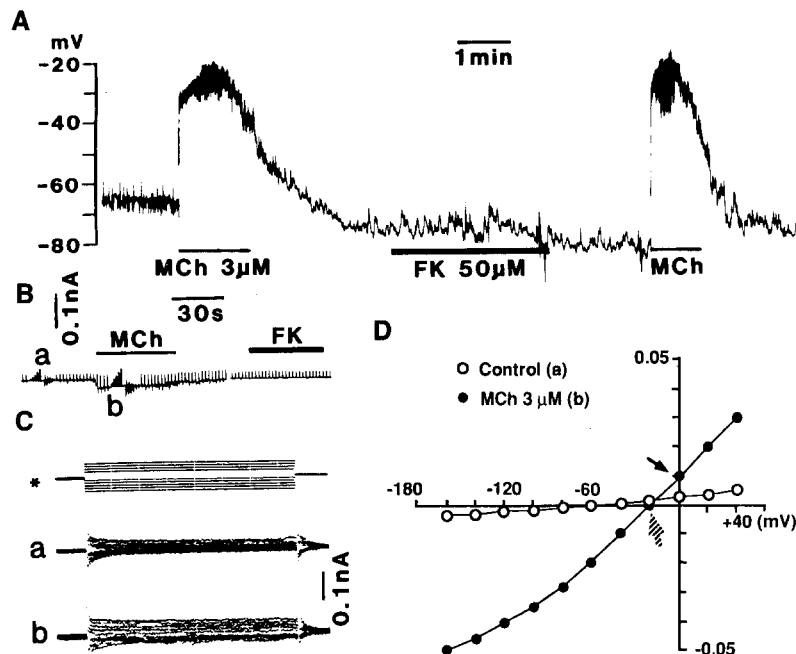 A
mV
-20
-40
-60
-80
1min
MCh 3μM
FK 50μM
MCh
B
0.1nA
30s
MCh
FK
a
b
C
*
a
b
0.1nA
D
Control (a)
MCh 3 μM (b)
0.05
-180
-120
-60
+40 (mV)
-0.05